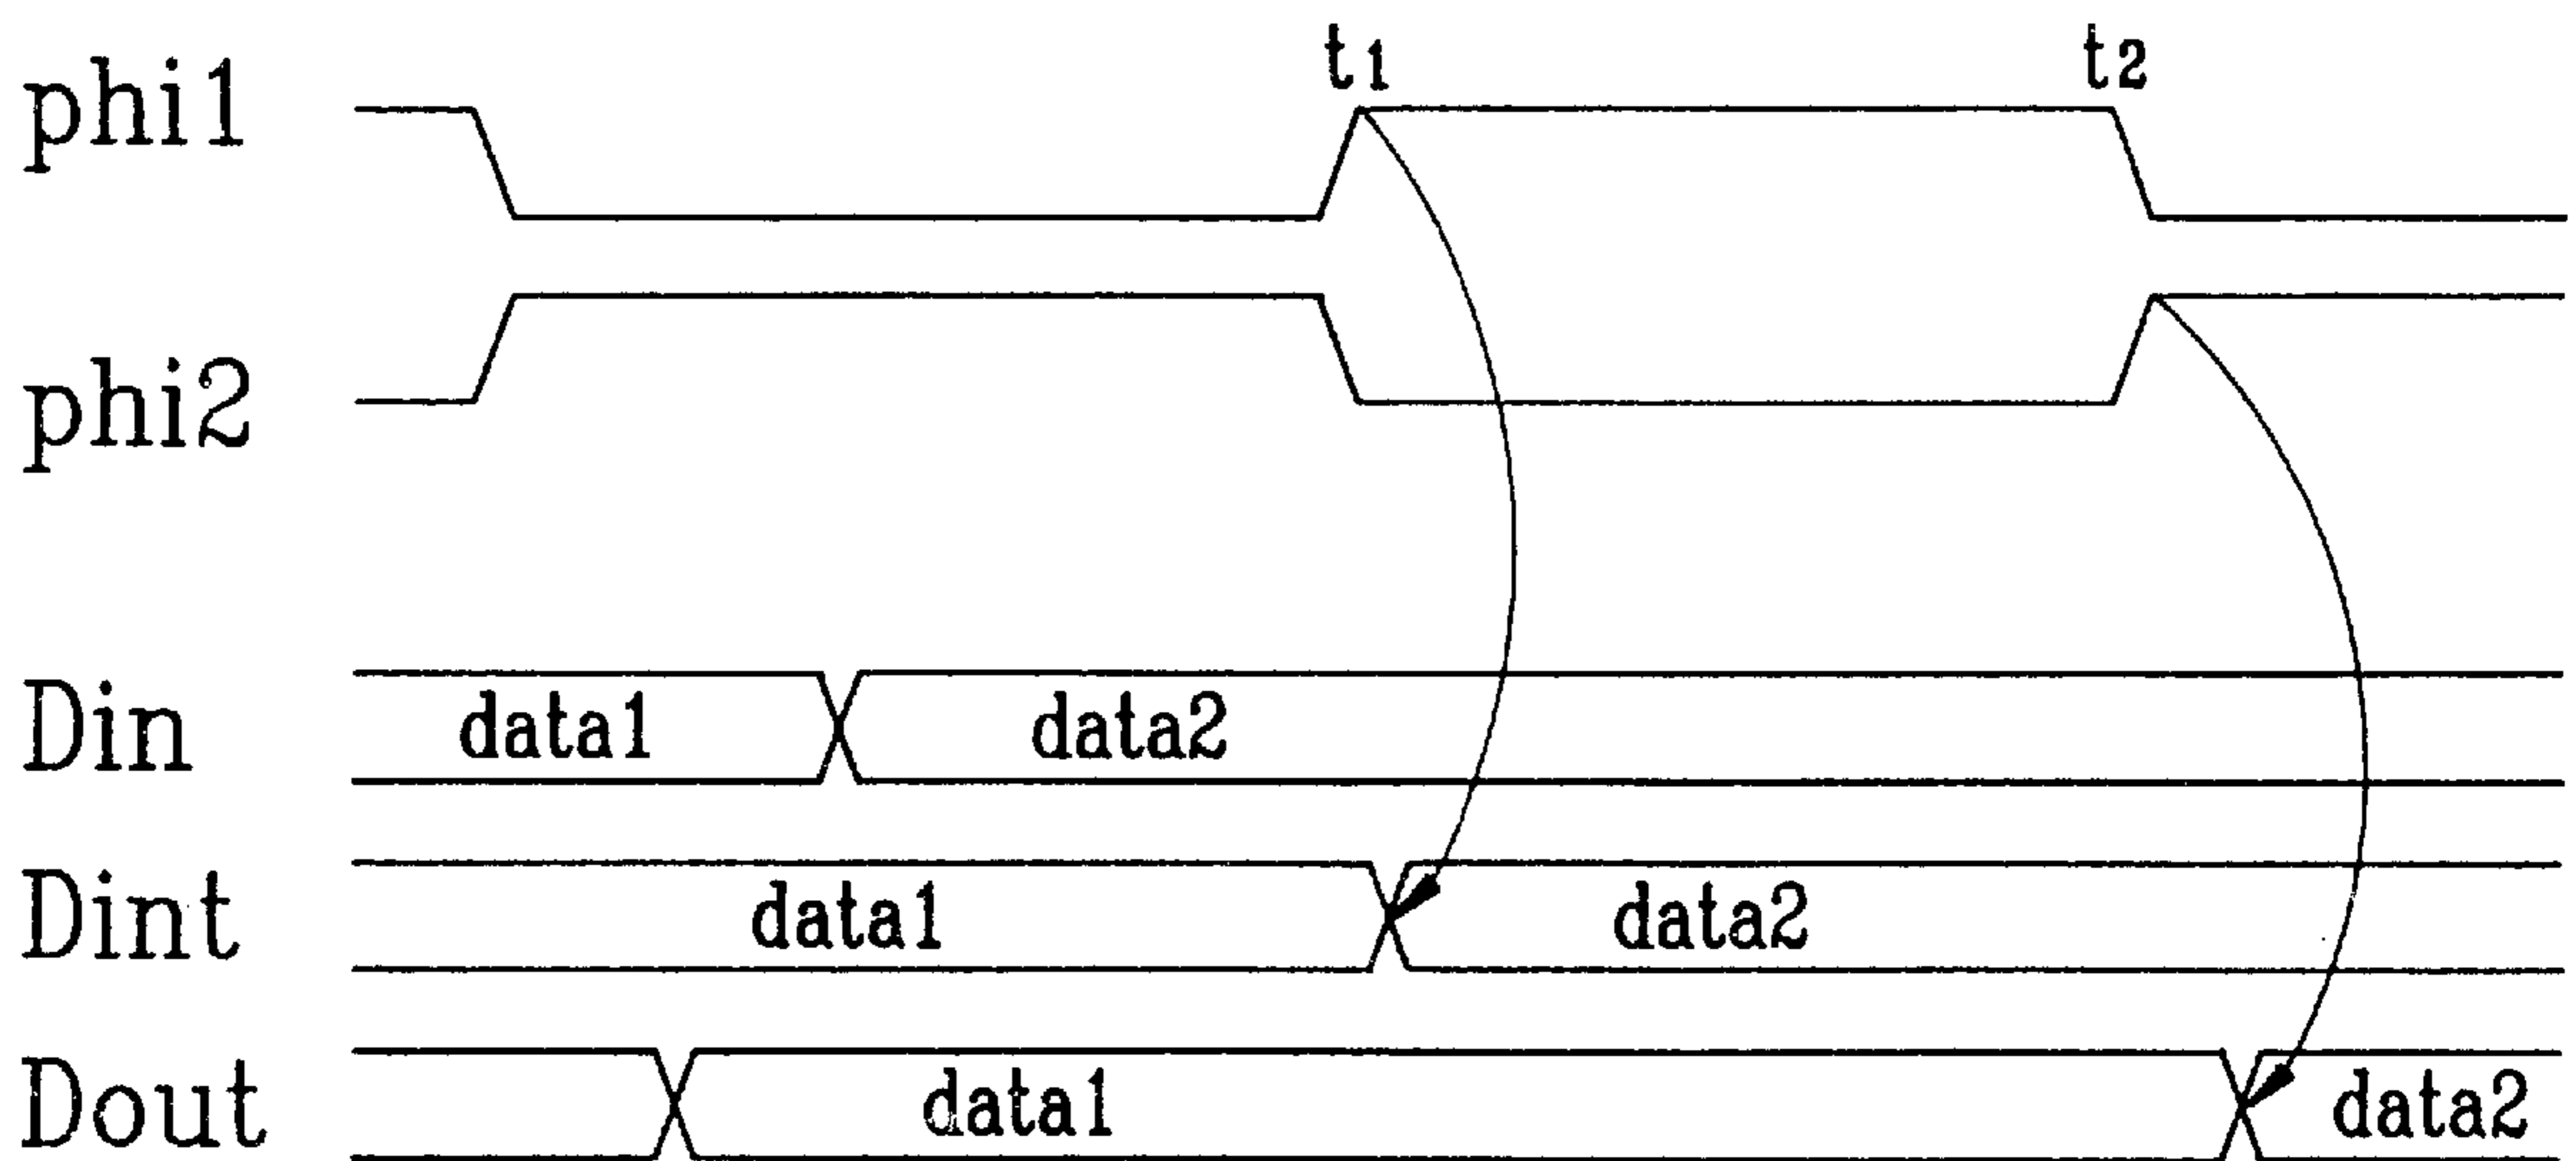 t1 t2
phi1
phi2
Din data1 data2
Dint data1 data2
Dout data1 data2